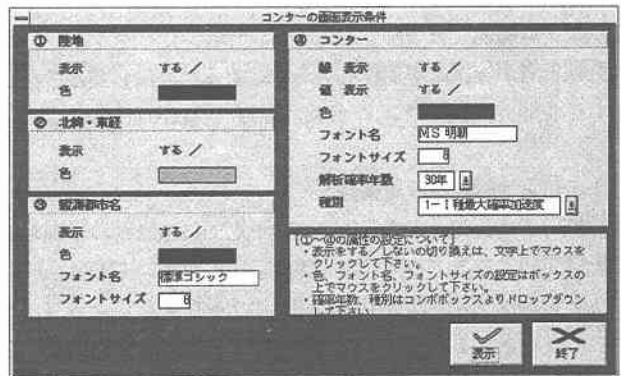 コンターの画面表示条件
① 陸地
表示 する /
色
② 北緯・東経
表示 する /
色
③ 観測都市名
表示 する /
色
フォント名 標準ゴシック
フォントサイズ 8
④ コンター
線 表示 する /
値 表示 する /
色
フォント名 MS 明朝
フォントサイズ 8
解析確率年数 30年
種別 1-Ⅰ種最大確率加速度
[①~④の属性の設定について]
・表示をする/しないの切り換えは、文字上でマウスを
クリックして下さい。
・色、フォント名、フォントサイズの設定はボックスの
上でマウスをクリックして下さい。
・確率年数、種別はコンボボックスよりドロップダウン
して下さい
表示
終了